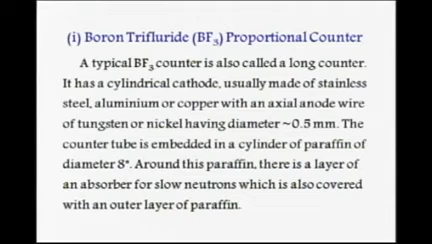 (i) Boron Trifluride (BF₃) Proportional Counter
A typical BF₃ counter is also called a long counter.
It has a cylindrical cathode, usually made of stainless
steel, aluminium or copper with an axial anode wire
of tungsten or nickel having diameter ~0.5 mm. The
counter tube is embedded in a cylinder of paraffin of
diameter 8". Around this paraffin, there is a layer of
an absorber for slow neutrons which is also covered
with an outer layer of paraffin.